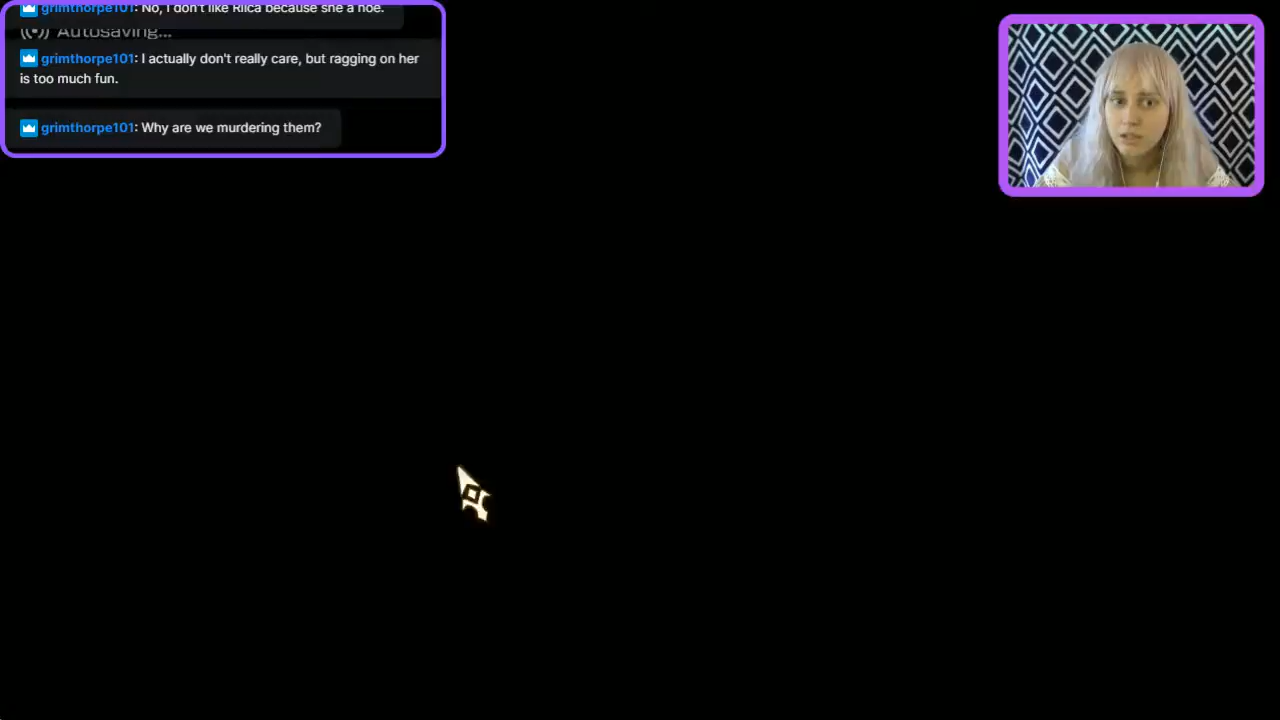 grimthorpe101: No, I don't like Rilca because she a hoe.
Autosaving...
grimthorpe101: I actually don't really care, but ragging on her
is too much fun.
grimthorpe101: Why are we murdering them?